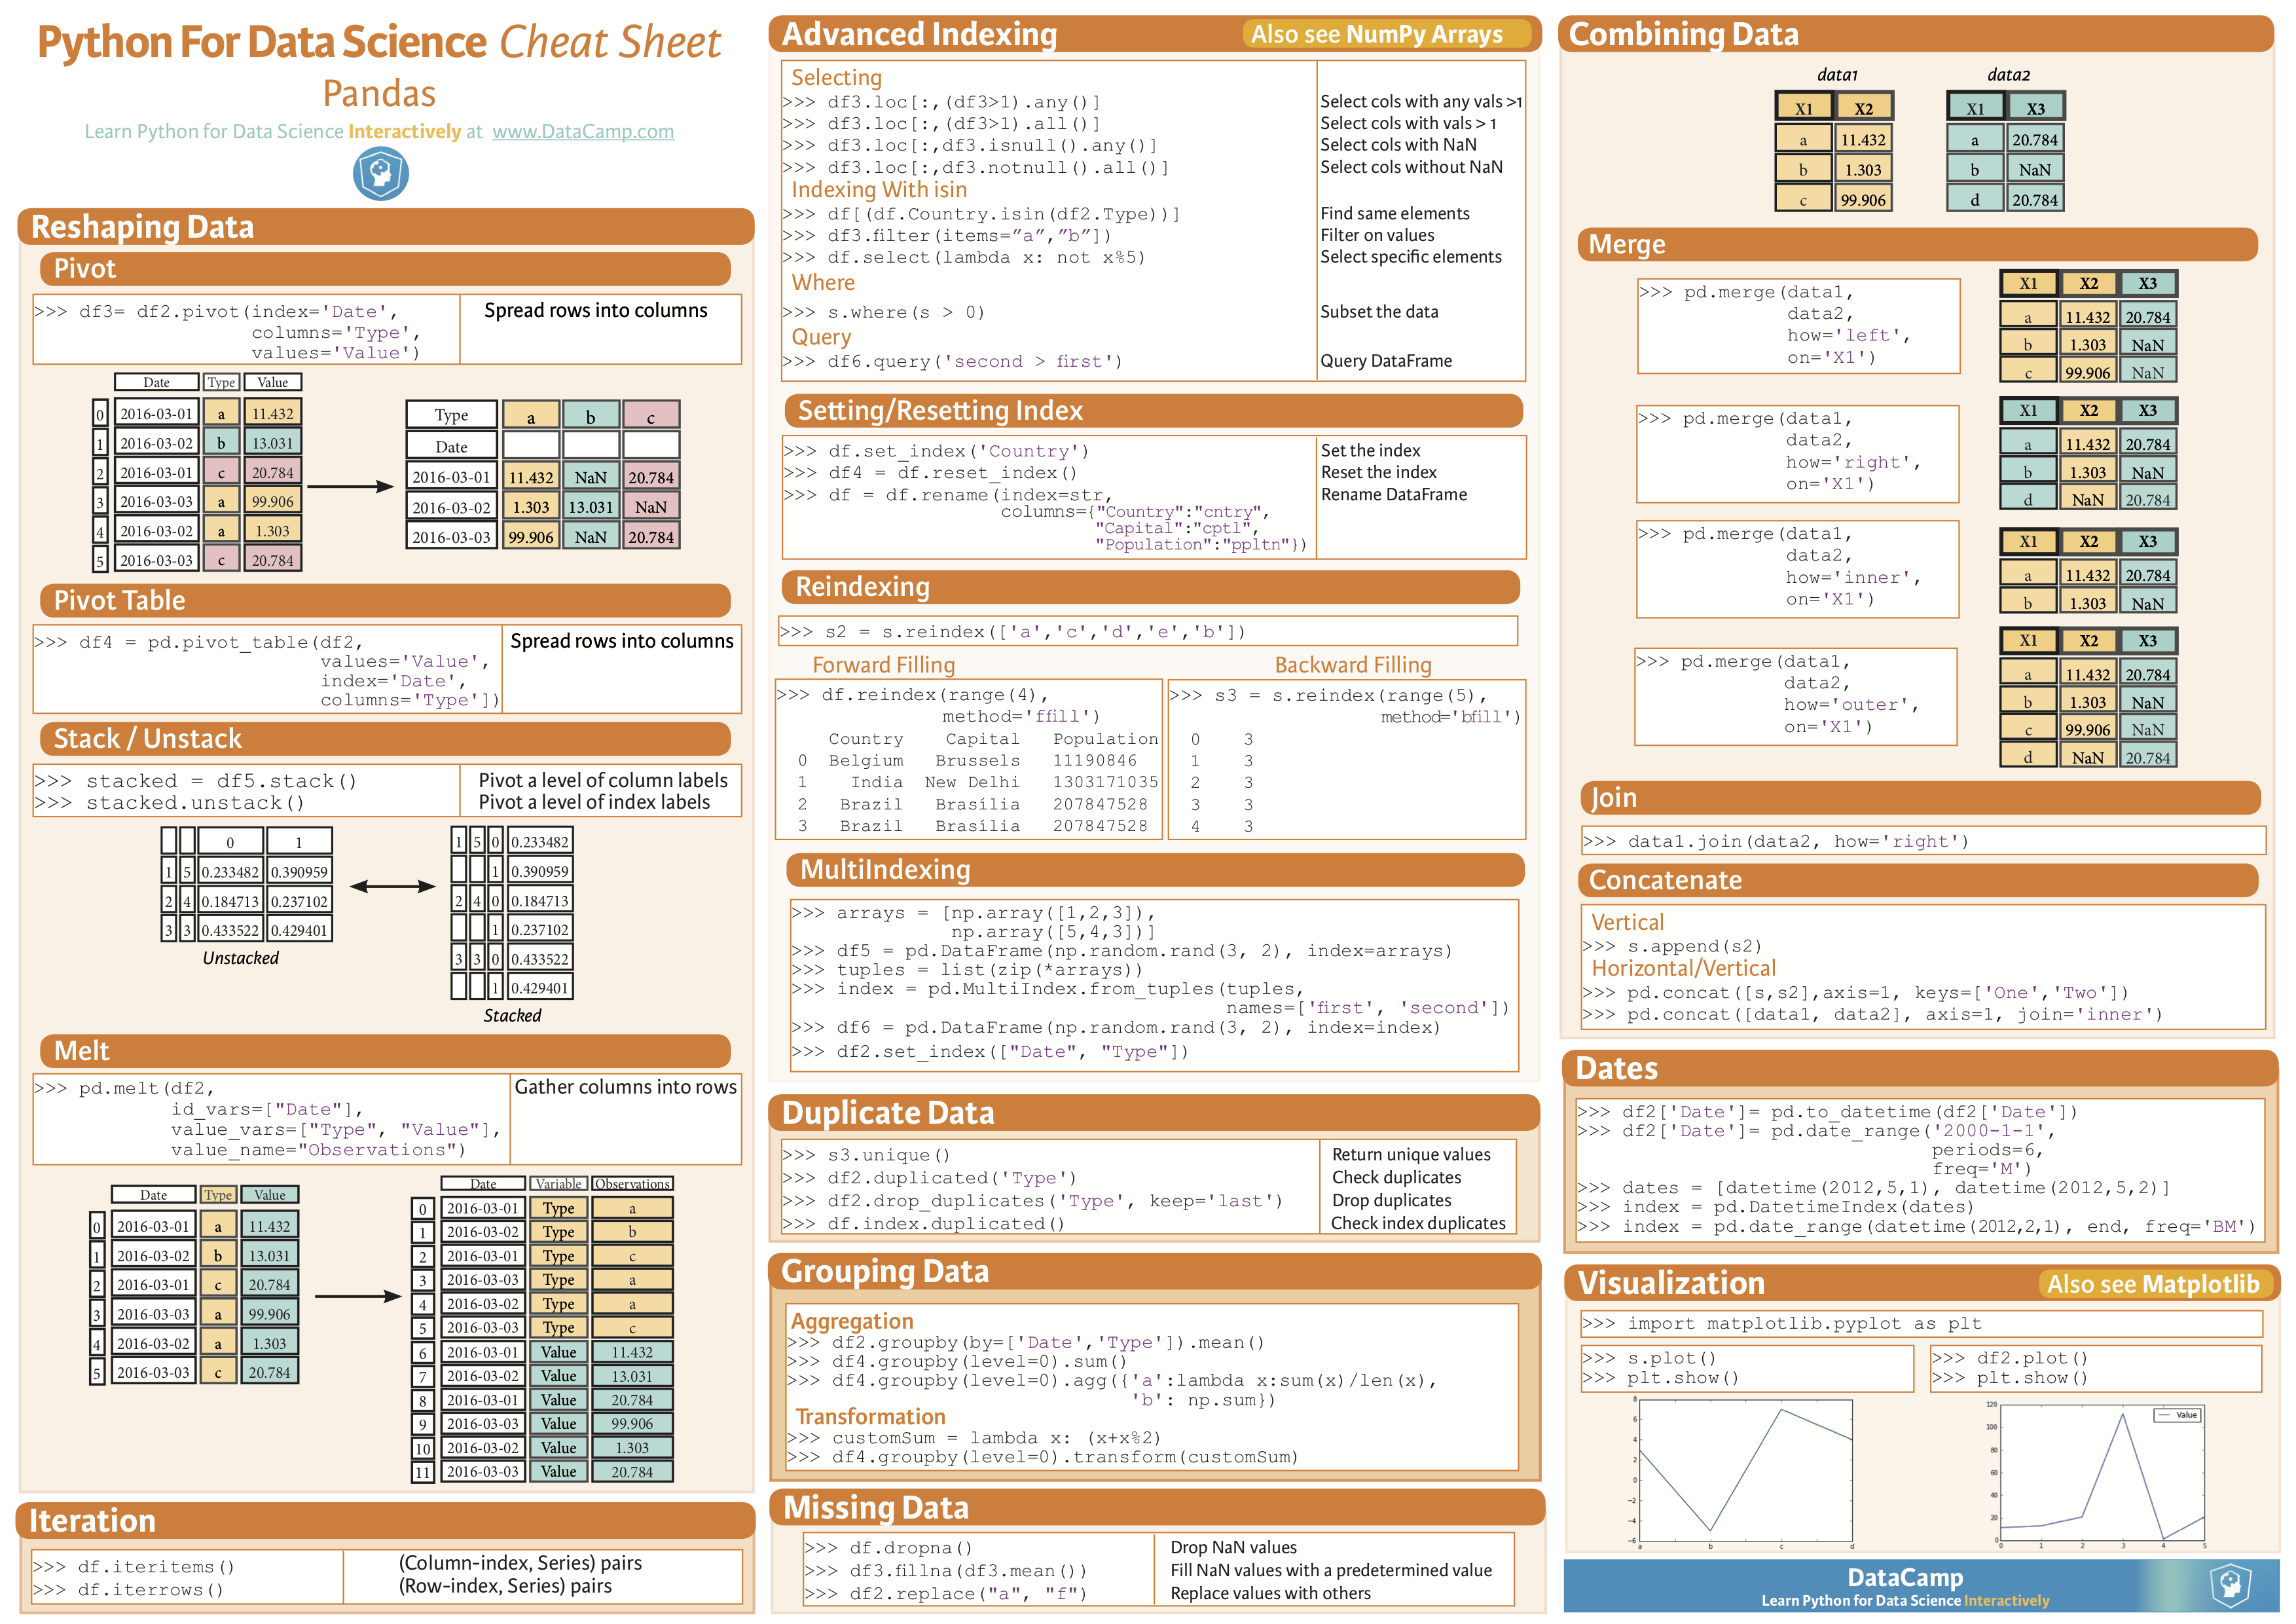 Python For Data Science Cheat Sheet
Pandas
Learn Python for Data Science Interactively at www.DataCamp.com
Reshaping Data
Pivot
>>> df3= df2.pivot(index='Date', Spread rows into columns
columns='Type',
values='Value')
Date Type Value
0 2016-03-01 a 11.432
1 2016-03-02 b 13.031
2 2016-03-01 c 20.784
3 2016-03-03 a 99.906
4 2016-03-02 a 1.303
5 2016-03-03 c 20.784
Type a b c
Date
2016-03-01 11.432 NaN 20.784
2016-03-02 1.303 13.031 NaN
2016-03-03 99.906 NaN 20.784
Pivot Table
>>> df4 = pd.pivot_table(df2, Spread rows into columns
values='Value',
index='Date',
columns='Type'])
Stack / Unstack
>>> stacked = df5.stack() Pivot a level of column labels
>>> stacked.unstack() Pivot a level of index labels
0 1
1 5 0.233482 0.390959
2 4 0.184713 0.237102
3 3 0.433522 0.429401
Unstacked
1 5 0 0.233482
1 0.390959
2 4 0 0.184713
1 0.237102
3 3 0 0.433522
1 0.429401
Stacked
Melt
>>> pd.melt(df2, Gather columns into rows
id_vars=["Date"],
value_vars=["Type", "Value"],
value_name="Observations")
Date Type Value
0 2016-03-01 a 11.432
1 2016-03-02 b 13.031
2 2016-03-01 c 20.784
3 2016-03-03 a 99.906
4 2016-03-02 a 1.303
5 2016-03-03 c 20.784
Date Variable Observations
0 2016-03-01 Type a
1 2016-03-02 Type b
2 2016-03-01 Type c
3 2016-03-03 Type a
4 2016-03-02 Type a
5 2016-03-03 Type c
6 2016-03-01 Value 11.432
7 2016-03-02 Value 13.031
8 2016-03-01 Value 20.784
9 2016-03-03 Value 99.906
10 2016-03-02 Value 1.303
11 2016-03-03 Value 20.784
Iteration
>>> df.iteritems() (Column-index, Series) pairs
>>> df.iterrows() (Row-index, Series) pairs
Advanced Indexing Also see NumPy Arrays
Selecting
>>> df3.loc[:,(df3>1).any()] Select cols with any vals >1
>>> df3.loc[:,(df3>1).all()] Select cols with vals > 1
>>> df3.loc[:,df3.isnull().any()] Select cols with NaN
>>> df3.loc[:,df3.notnull().all()] Select cols without NaN
Indexing With isin
>>> df[(df.Country.isin(df2.Type))] Find same elements
>>> df3.filter(items=”a”,”b”]) Filter on values
>>> df.select(lambda x: not x%5) Select specific elements
Where
>>> s.where(s > 0) Subset the data
Query
>>> df6.query('second > first') Query DataFrame
Setting/Resetting Index
>>> df.set_index('Country') Set the index
>>> df4 = df.reset_index() Reset the index
>>> df = df.rename(index=str, Rename DataFrame
columns={"Country":"cntry",
"Capital":"cptl",
"Population":"ppltn"})
Reindexing
>>> s2 = s.reindex(['a','c','d','e','b'])
Forward Filling
>>> df.reindex(range(4),
method='ffill')
Country Capital Population
0 Belgium Brussels 11190846
1 India New Delhi 1303171035
2 Brazil Brasília 207847528
3 Brazil Brasília 207847528
Backward Filling
>>> s3 = s.reindex(range(5),
method='bfill')
0 3
1 3
2 3
3 3
4 3
MultiIndexing
>>> arrays = [np.array([1,2,3]),
np.array([5,4,3])]
>>> df5 = pd.DataFrame(np.random.rand(3, 2), index=arrays)
>>> tuples = list(zip(*arrays))
>>> index = pd.MultiIndex.from_tuples(tuples,
names=['first', 'second'])
>>> df6 = pd.DataFrame(np.random.rand(3, 2), index=index)
>>> df2.set_index(["Date", "Type"])
Duplicate Data
>>> s3.unique() Return unique values
>>> df2.duplicated('Type') Check duplicates
>>> df2.drop_duplicates('Type', keep='last') Drop duplicates
>>> df.index.duplicated() Check index duplicates
Grouping Data
Aggregation
>>> df2.groupby(by=['Date','Type']).mean()
>>> df4.groupby(level=0).sum()
>>> df4.groupby(level=0).agg({'a':lambda x:sum(x)/len(x),
'b': np.sum})
Transformation
>>> customSum = lambda x: (x+x%2)
>>> df4.groupby(level=0).transform(customSum)
Missing Data
>>> df.dropna() Drop NaN values
>>> df3.fillna(df3.mean()) Fill NaN values with a predetermined value
>>> df2.replace("a", "f") Replace values with others
Combining Data
data1
X1 X2
a 11.432
b 1.303
c 99.906
data2
X1 X3
a 20.784
b NaN
d 20.784
Merge
>>> pd.merge(data1,
data2,
how='left',
on='X1')
X1 X2 X3
a 11.432 20.784
b 1.303 NaN
c 99.906 NaN
>>> pd.merge(data1,
data2,
how='right',
on='X1')
X1 X2 X3
a 11.432 20.784
b 1.303 NaN
d NaN 20.784
>>> pd.merge(data1,
data2,
how='inner',
on='X1')
X1 X2 X3
a 11.432 20.784
b 1.303 NaN
>>> pd.merge(data1,
data2,
how='outer',
on='X1')
X1 X2 X3
a 11.432 20.784
b 1.303 NaN
c 99.906 NaN
d NaN 20.784
Join
>>> data1.join(data2, how='right')
Concatenate
Vertical
>>> s.append(s2)
Horizontal/Vertical
>>> pd.concat([s,s2],axis=1, keys=['One','Two'])
>>> pd.concat([data1, data2], axis=1, join='inner')
Dates
>>> df2['Date']= pd.to_datetime(df2['Date'])
>>> df2['Date']= pd.date_range('2000-1-1',
periods=6,
freq='M')
>>> dates = [datetime(2012,5,1), datetime(2012,5,2)]
>>> index = pd.DatetimeIndex(dates)
>>> index = pd.date_range(datetime(2012,2,1), end, freq='BM')
Visualization Also see Matplotlib
>>> import matplotlib.pyplot as plt
>>> s.plot()
>>> plt.show()
8
6
4
2
0
−2
−4
−6
a b c d
>>> df2.plot()
>>> plt.show()
120
100
80
60
40
20
0
Value
0 1 2 3 4 5
DataCamp
Learn Python for Data Science Interactively